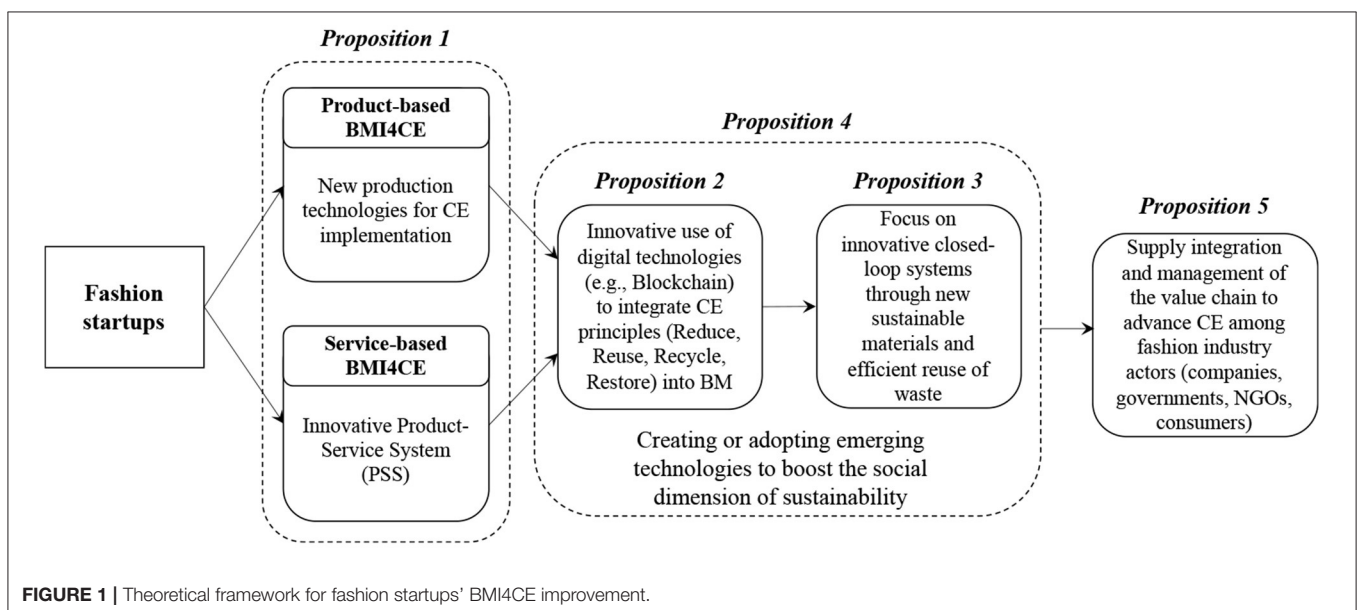 Proposition 1
Product-based
BMI4CE
New production
technologies for CE
implementation
Service-based
BMI4CE
Innovative Product-
Service System
(PSS)
Fashion
startups
Proposition 4
Proposition 2
Innovative use of
digital technologies
(e.g., Blockchain)
to integrate CE
principles (Reduce,
Reuse, Recycle,
Restore) into BM
Proposition 3
Focus on
innovative closed-
loop systems
through new
sustainable
materials and
efficient reuse of
waste
Creating or adopting emerging
technologies to boost the social
dimension of sustainability
Proposition 5
Supply integration
and management of
the value chain to
advance CE among
fashion industry
actors (companies,
governments, NGOs,
consumers)
FIGURE 1 | Theoretical framework for fashion startups' BMI4CE improvement.